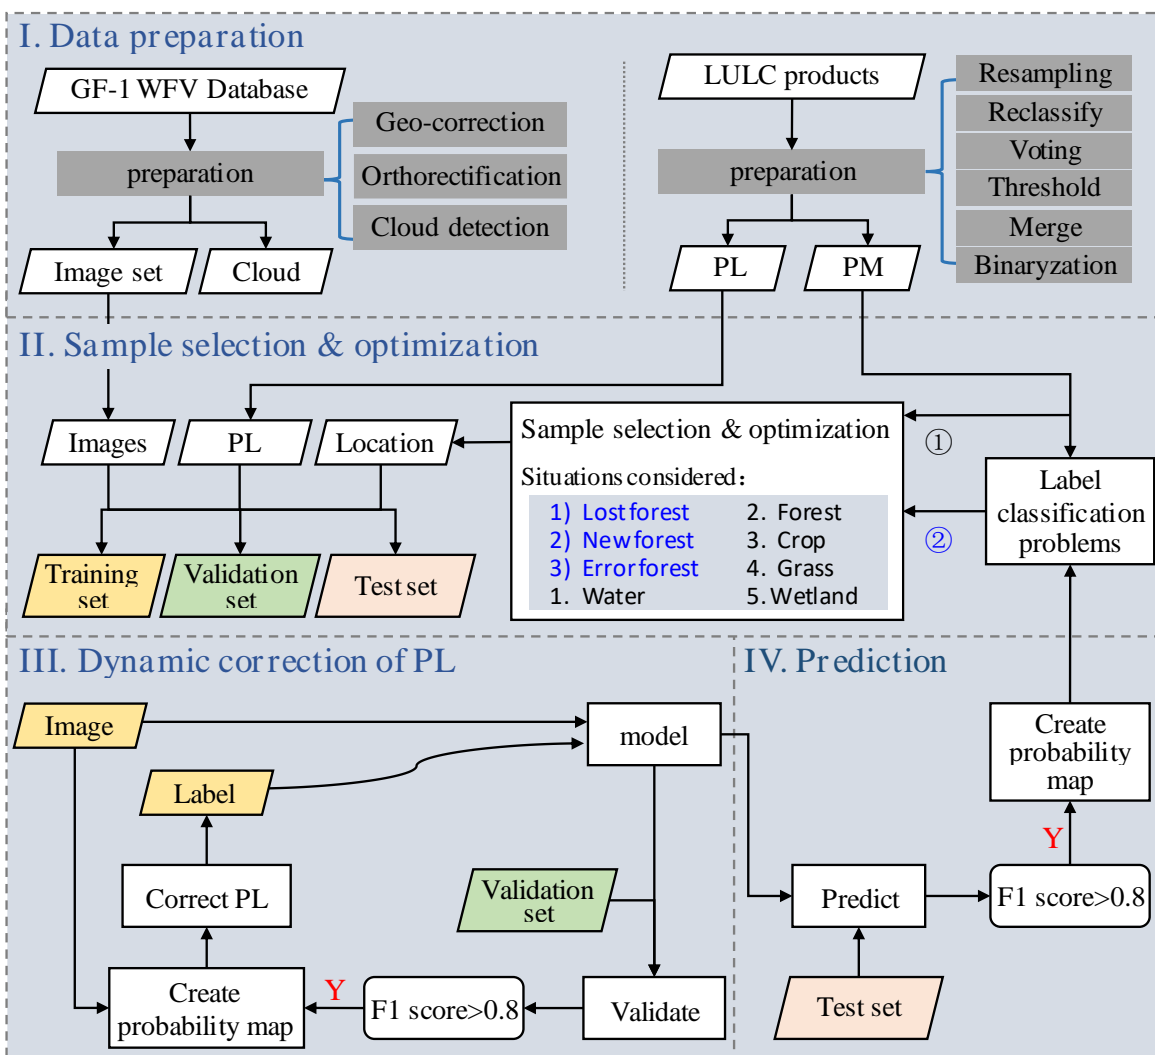 I. Data preparation
GF-1 WFV Database
preparation
Geo-correction
Orthorectification
Cloud detection
Image set
Cloud
LULC products
preparation
Resampling
Reclassify
Voting
Threshold
Merge
Binaryzation
PL
PM
II. Sample selection & optimization
Images
PL
Location
Training
set
Validation
set
Test set
Sample selection & optimization
Situations considered：
1) Lost forest
2) New forest
3) Error forest
1. Water
2. Forest
3. Crop
4. Grass
5. Wetland
①
②
Label
classification
problems
III. Dynamic correction of PL
Image
Label
Correct PL
Create
probability map
model
Validation
set
Y
F1 score>0.8
Validate
IV. Prediction
Create
probability
map
Y
Predict
F1 score>0.8
Test set